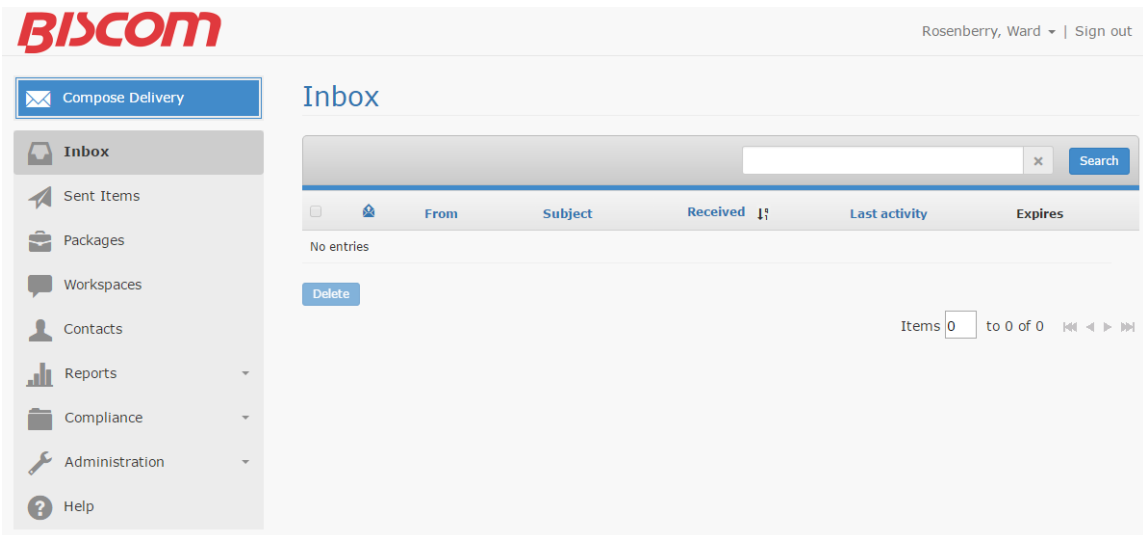 BISCOM
Rosenberry, Ward | Sign out
Compose Delivery
Inbox
Sent Items
Packages
Workspaces
Contacts
Reports
Compliance
Administration
Help
Inbox
Search
From Subject Received Last activity Expires
No entries
Delete
Items 0 to 0 of 0